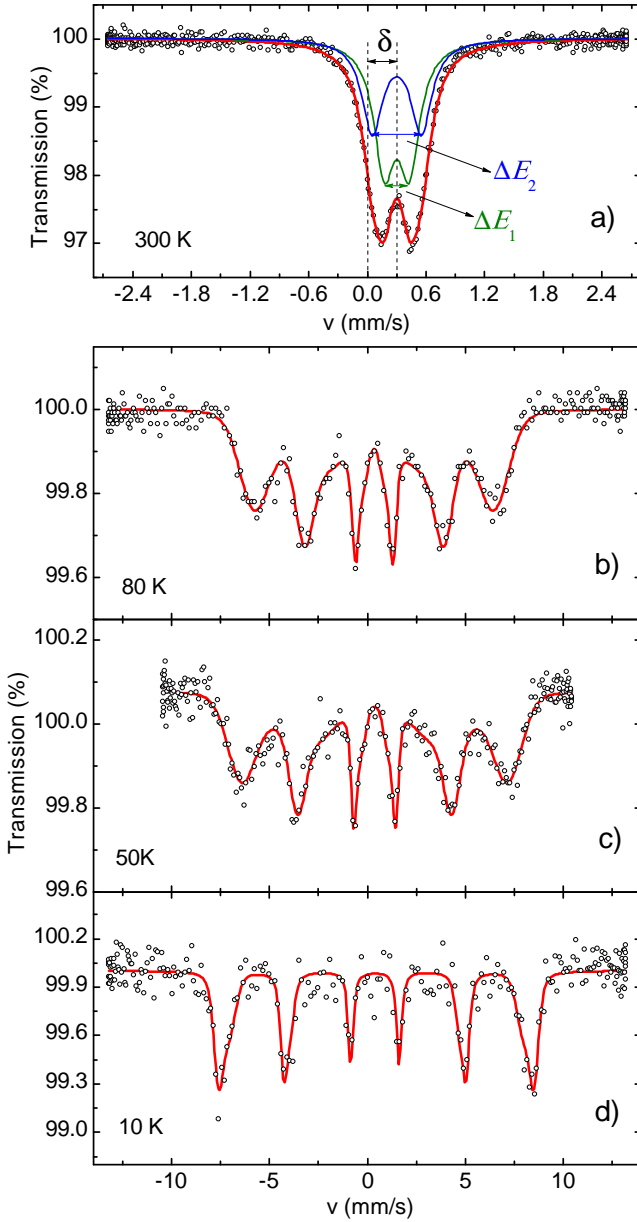 100
99
98
97
Transmission (%)
δ
ΔE₂
ΔE₁
300 K
a)
-2.4 -1.8 -1.2 -0.6 0.0 0.6 1.2 1.8 2.4
v (mm/s)
100.0
99.8
99.6
80 K
b)
100.2
100.0
99.8
99.6
Transmission (%)
50K
c)
100.2
99.9
99.6
99.3
99.0
10 K
d)
-10 -5 0 5 10
v (mm/s)